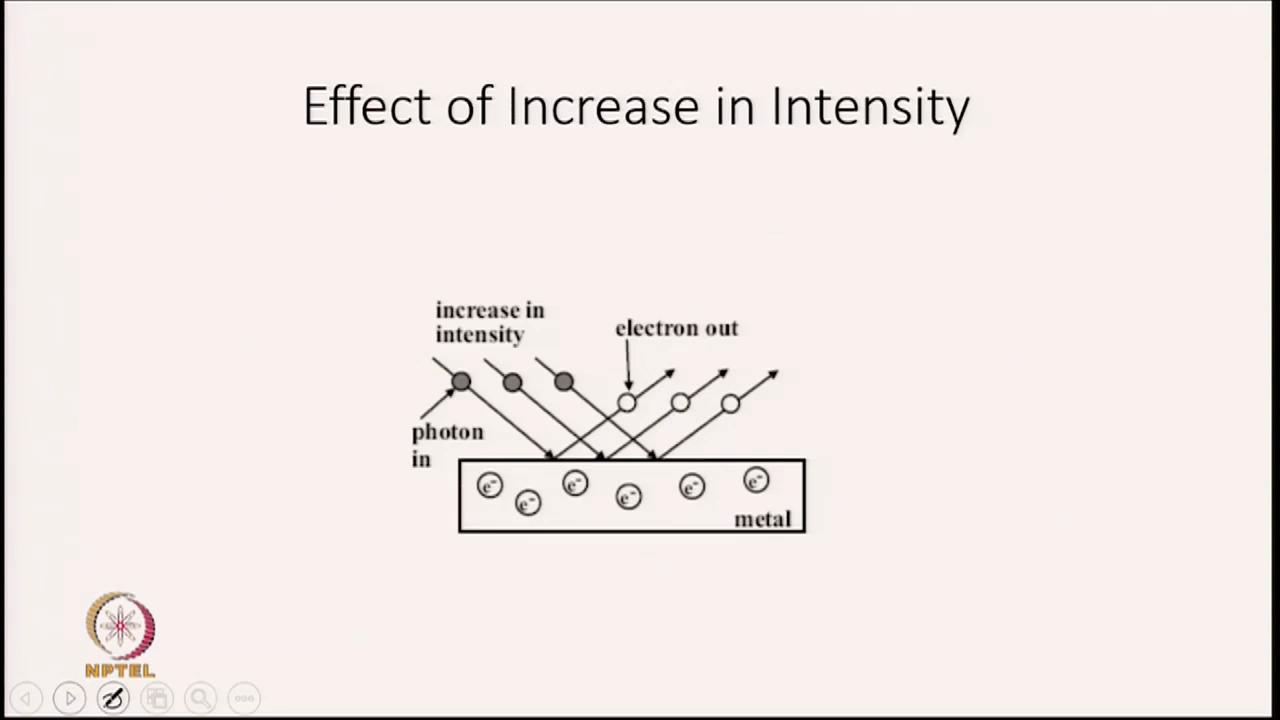 Effect of Increase in Intensity
increase in
intensity
electron out
photon
in
e⁻
e⁻
e⁻
e⁻
e⁻
e⁻
metal
NPTEL